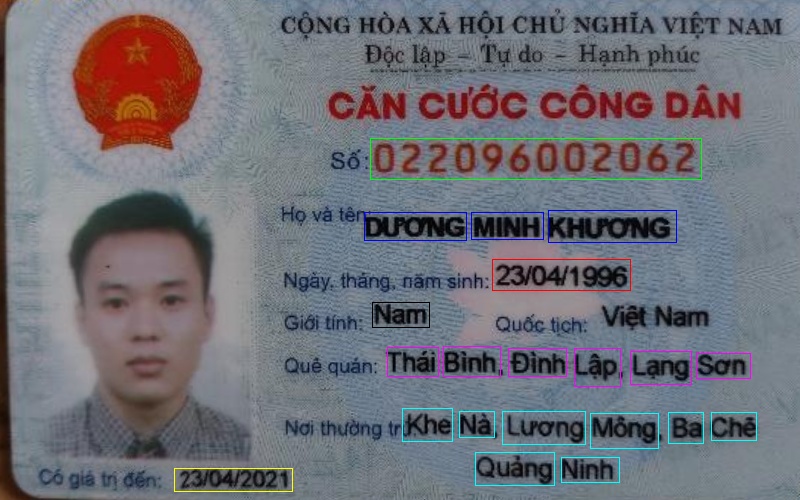 CỘNG HÒA XÃ HỘI CHỦ NGHĨA VIỆT NAM
Độc lập – Tự do – Hạnh phúc
CĂN CƯỚC CÔNG DÂN
Số: 022096002062
Họ và tên: DƯƠNG MINH KHƯƠNG
Ngày, tháng, năm sinh: 23/04/1996
Giới tính: Nam Quốc tịch: Việt Nam
Quê quán: Thái Bình, Đình Lập, Lạng Sơn
Nơi thường tr Khe Nà, Lương Mông, Ba Chẽ
Quảng Ninh
Có giá trị đến: 23/04/2021